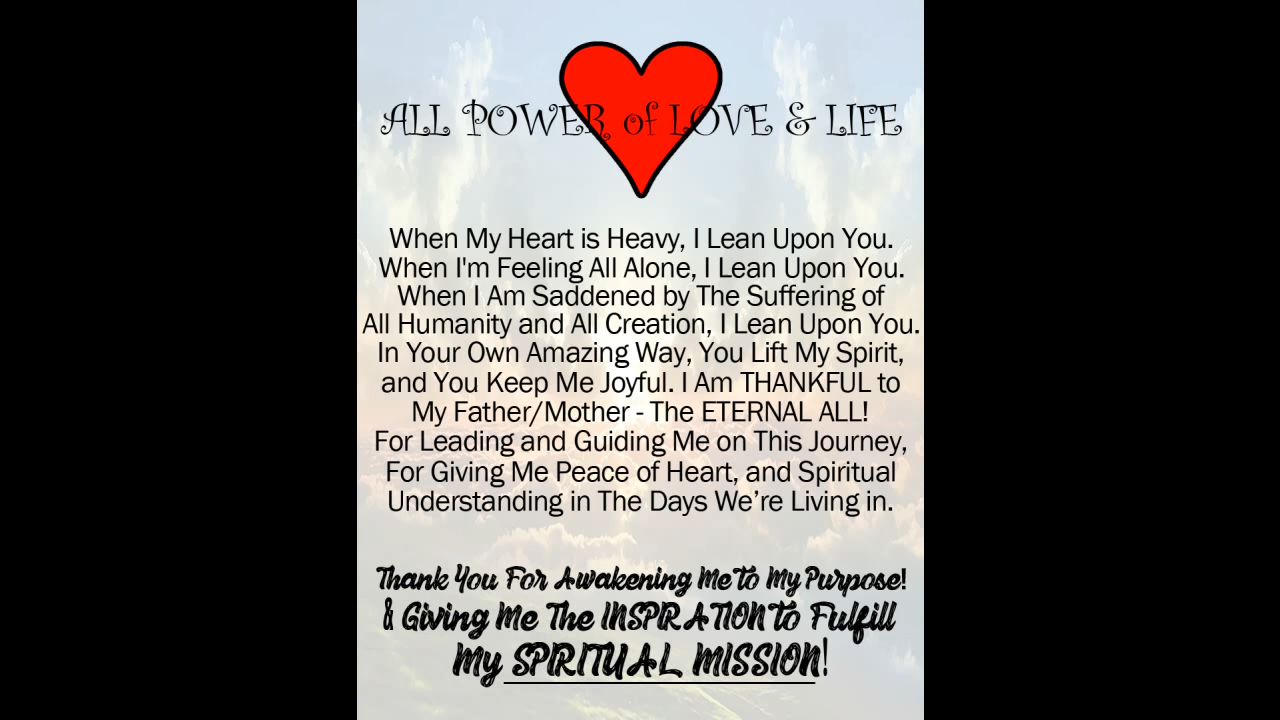 ALL POWER of LOVE & LIFE
When My Heart is Heavy, I Lean Upon You.
When I'm Feeling All Alone, I Lean Upon You.
When I Am Saddened by The Suffering of
All Humanity and All Creation, I Lean Upon You.
In Your Own Amazing Way, You Lift My Spirit,
and You Keep Me Joyful. I Am THANKFUL to
My Father/Mother - The ETERNAL ALL!
For Leading and Guiding Me on This Journey,
For Giving Me Peace of Heart, and Spiritual
Understanding in The Days We’re Living in.
Thank You For Awakening Me to My Purpose!
& Giving Me The INSPIRATION to Fulfill
My SPIRITUAL MISSION!